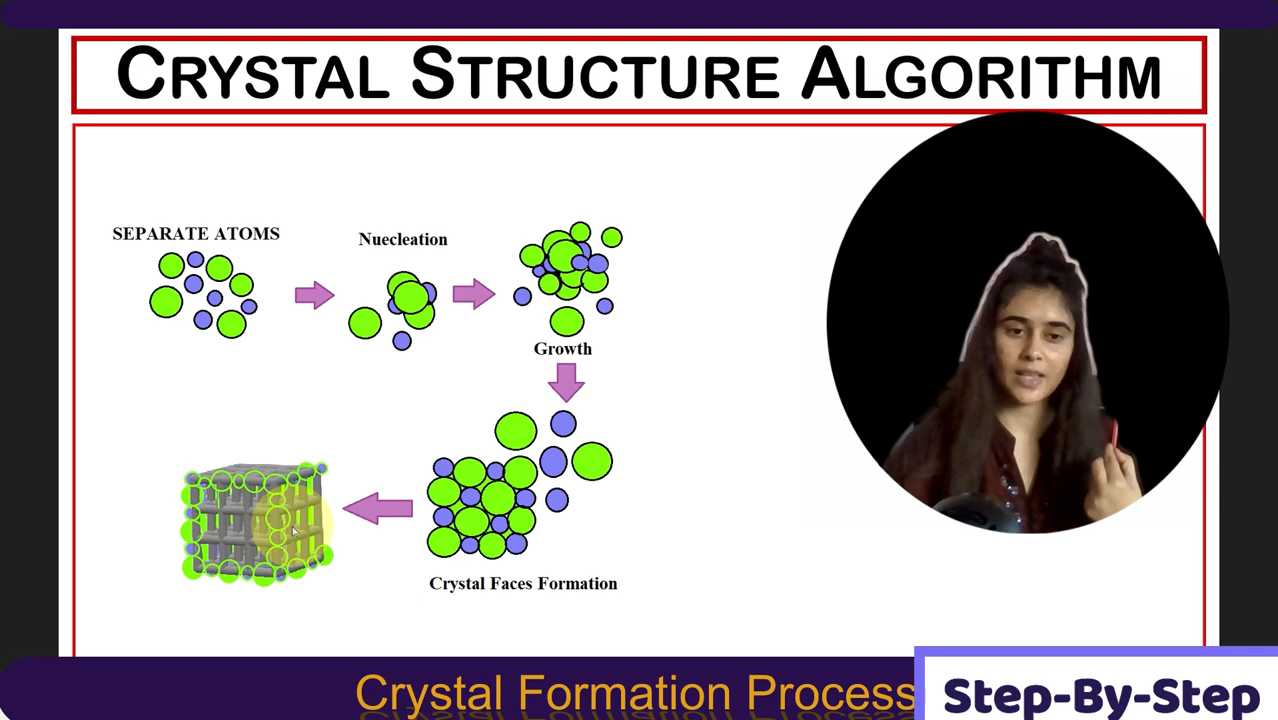 CRYSTAL STRUCTURE ALGORITHM
SEPARATE ATOMS
Nuecleation
Growth
Crystal Faces Formation
Crystal Formation Process
Step-By-Step